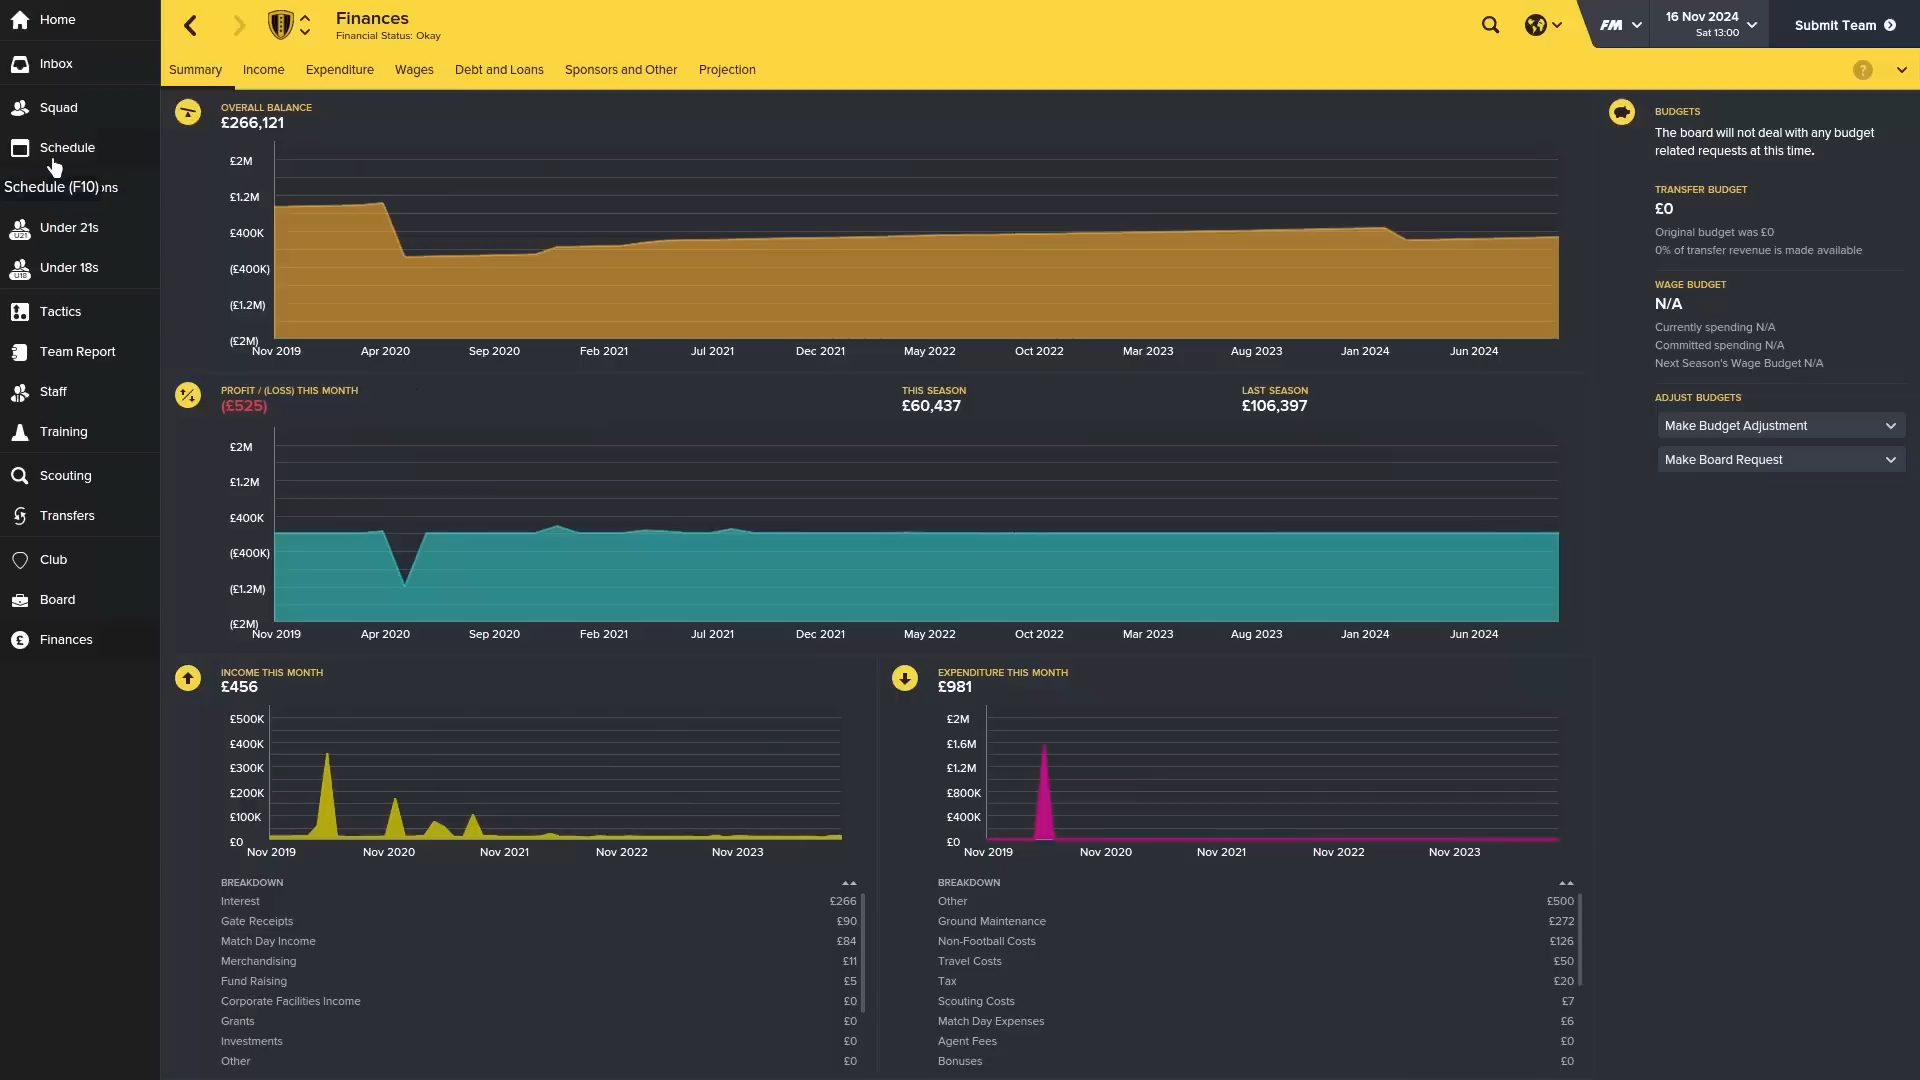 Home
Inbox
Squad
Schedule
Schedule (F10)ons
Under 21s
Under 18s
Tactics
Team Report
Staff
Training
Scouting
Transfers
Club
Board
Finances
Finances
Financial Status: Okay
FM
16 Nov 2024
Sat 13:00
Submit Team
Summary Income Expenditure Wages Debt and Loans Sponsors and Other Projection
?
OVERALL BALANCE
£266,121
£2M
£1.2M
£400K
(£400K)
(£1.2M)
(£2M)
Nov 2019 Apr 2020 Sep 2020 Feb 2021 Jul 2021 Dec 2021 May 2022 Oct 2022 Mar 2023 Aug 2023 Jan 2024 Jun 2024
PROFIT / (LOSS) THIS MONTH
(£525)
THIS SEASON
£60,437
LAST SEASON
£106,397
£2M
£1.2M
£400K
(£400K)
(£1.2M)
(£2M)
Nov 2019 Apr 2020 Sep 2020 Feb 2021 Jul 2021 Dec 2021 May 2022 Oct 2022 Mar 2023 Aug 2023 Jan 2024 Jun 2024
INCOME THIS MONTH
£456
£500K
£400K
£300K
£200K
£100K
£0
Nov 2019 Nov 2020 Nov 2021 Nov 2022 Nov 2023
BREAKDOWN
Interest £266
Gate Receipts £90
Match Day Income £84
Merchandising £11
Fund Raising £5
Corporate Facilities Income £0
Grants £0
Investments £0
Other £0
EXPENDITURE THIS MONTH
£981
£2M
£1.6M
£1.2M
£800K
£400K
£0
Nov 2019 Nov 2020 Nov 2021 Nov 2022 Nov 2023
BREAKDOWN
Other £500
Ground Maintenance £272
Non-Football Costs £126
Travel Costs £50
Tax £20
Scouting Costs £7
Match Day Expenses £6
Agent Fees £0
Bonuses £0
BUDGETS
The board will not deal with any budget
related requests at this time.
TRANSFER BUDGET
£0
Original budget was £0
0% of transfer revenue is made available
WAGE BUDGET
N/A
Currently spending N/A
Committed spending N/A
Next Season's Wage Budget N/A
ADJUST BUDGETS
Make Budget Adjustment
Make Board Request